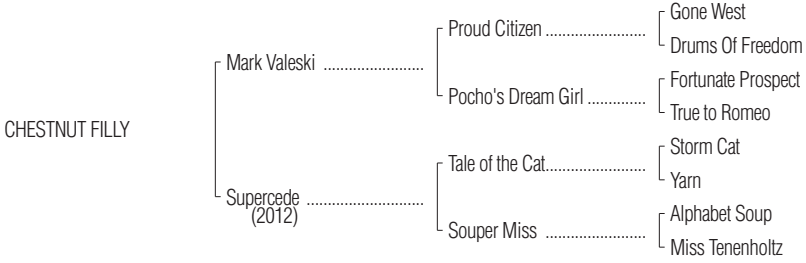 Gone West
Proud Citizen .......................
Drums Of Freedom
Mark Valeski .......................
Fortunate Prospect
Pocho's Dream Girl .............
True to Romeo
CHESTNUT FILLY
Storm Cat
Tale of the Cat.......................
Yarn
Supercede ..........................
(2012)
Alphabet Soup
Souper Miss .......................
Miss Tenenholtz